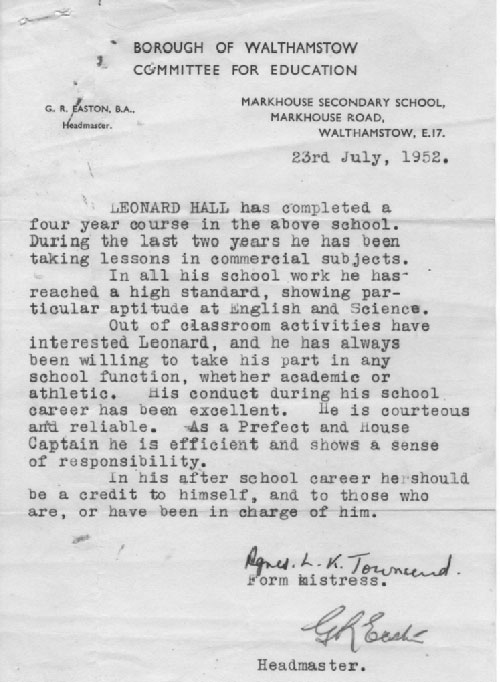 BOROUGH OF WALTHAMSTOW
COMMITTEE FOR EDUCATION
G. R. EASTON, B.A.,
Headmaster.
MARKHOUSE SECONDARY SCHOOL,
MARKHOUSE ROAD,
WALTHAMSTOW, E.17.
23rd July, 1952.
LEONARD HALL has completed a
four year course in the above school.
During the last two years he has been
taking lessons in commercial subjects.
In all his school work he has
reached a high standard, showing par-
ticular aptitude at English and Science.
Out of classroom activities have
interested Leonard, and he has always
been willing to take his part in any
school function, whether academic or
athletic. His conduct during his school
career has been excellent. He is courteous
and reliable. As a Prefect and House
Captain he is efficient and shows a sense
of responsibility.
In his after school career he should
be a credit to himself, and to those who
are, or have been in charge of him.
Agnes. L. K. Townsend.
Form Mistress.
G R Easton
Headmaster.